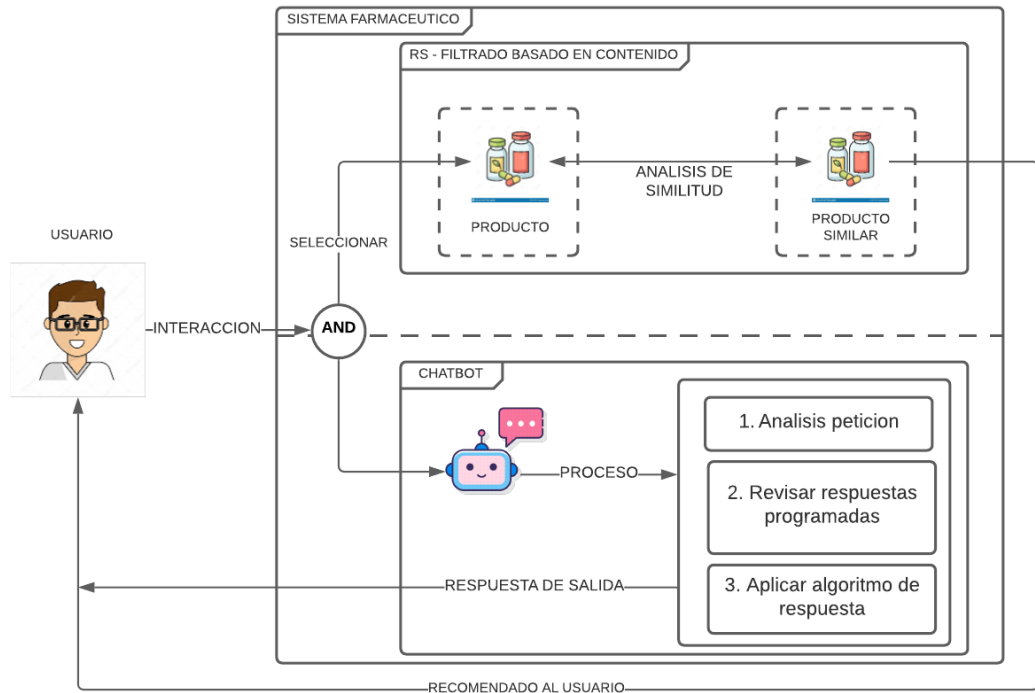 SISTEMA FARMACEUTICO
RS - FILTRADO BASADO EN CONTENIDO
ANALISIS DE
SIMILITUD
PRODUCTO
PRODUCTO
SIMILAR
USUARIO
SELECCIONAR
INTERACCION
AND
CHATBOT
PROCESO
1. Analisis peticion
2. Revisar respuestas
programadas
3. Aplicar algoritmo de
respuesta
RESPUESTA DE SALIDA
RECOMENDADO AL USUARIO